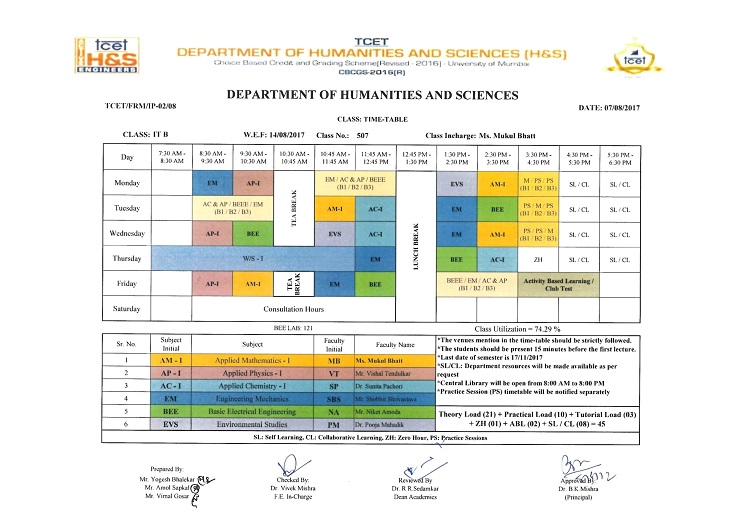 tcet
H&S
ENGINEERS
TCET
DEPARTMENT OF HUMANITIES AND SCIENCES (H&S)
Choice Based Credit and Grading Scheme(Revised - 2016) - University of Mumbai
CBCGS-2016(R)
tcet
DEPARTMENT OF HUMANITIES AND SCIENCES
TCET/FRM/IP-02/08
DATE: 07/08/2017
CLASS: TIME-TABLE
CLASS: IT B W.E.F: 14/08/2017 Class No.: 507 Class Incharge: Ms. Mukul Bhatt
Day 7:30 AM - 8:30 AM 8:30 AM - 9:30 AM 9:30 AM - 10:30 AM 10:30 AM - 10:45 AM 10:45 AM - 11:45 AM 11:45 AM - 12:45 PM 12:45 PM - 1:30 PM 1:30 PM - 2:30 PM 2:30 PM - 3:30 PM 3:30 PM - 4:30 PM 4:30 PM - 5:30 PM 5:30 PM - 6:30 PM
Monday EM AP-I TEA BREAK EM / AC & AP / BEEE (B1 / B2 / B3) LUNCH BREAK EVS AM-I M / PS / PS (B1 / B2 / B3) SL / CL SL / CL
Tuesday AC & AP / BEEE / EM (B1 / B2 / B3) AM-I AC-I EM BEE PS / M / PS (B1 / B2 / B3) SL / CL SL / CL
Wednesday AP-I BEE EVS AC-I EM AM-I PS / PS / M (B1 / B2 / B3) SL / CL SL / CL
Thursday W/S - I EM BEE AC-I ZH SL / CL SL / CL
Friday AP-I AM-I TEA BREAK EM BEE BEEE / EM / AC & AP (B1 / B2 / B3) Activity Based Learning / Club Test
Saturday Consultation Hours
BEE LAB: 121 Class Utilization = 74.29 %
Sr. No. Subject Initial Subject Faculty Initial Faculty Name
1 AM - I Applied Mathematics - I MB Ms. Mukul Bhatt
2 AP - I Applied Physics - I VT Mr. Vishal Tendulkar
3 AC - I Applied Chemistry - I SP Dr. Sunita Pachori
4 EM Engineering Mechanics SBS Mr. Shobhit Shrivastava
5 BEE Basic Electrical Engineering NA Mr. Niket Amoda
6 EVS Environmental Studies PM Dr. Pooja Mahadik
*The venues mention in the time-table should be strictly followed.
*The students should be present 15 minutes before the first lecture.
*Last date of semester is 17/11/2017
*SL/CL: Department resources will be made available as per
request
*Central Library will be open from 8:00 AM to 8:00 PM
*Practice Session (PS) timetable will be notified separately
Theory Load (21) + Practical Load (10) + Tutorial Load (03)
+ ZH (01) + ABL (02) + SL / CL (08) = 45
SL: Self Learning, CL: Collaborative Learning, ZH: Zero Hour, PS: Practice Sessions
Prepared By:
Mr. Yogesh Bhalekar
Mr. Amol Sapkal
Mr. Vimal Gosar
Checked By:
Dr. Vivek Mishra
F.E. In-Charge
Reviewed By
Dr. R.R.Sedamkar
Dean Academics
Approved By:
Dr. B.K.Mishra
(Principal)